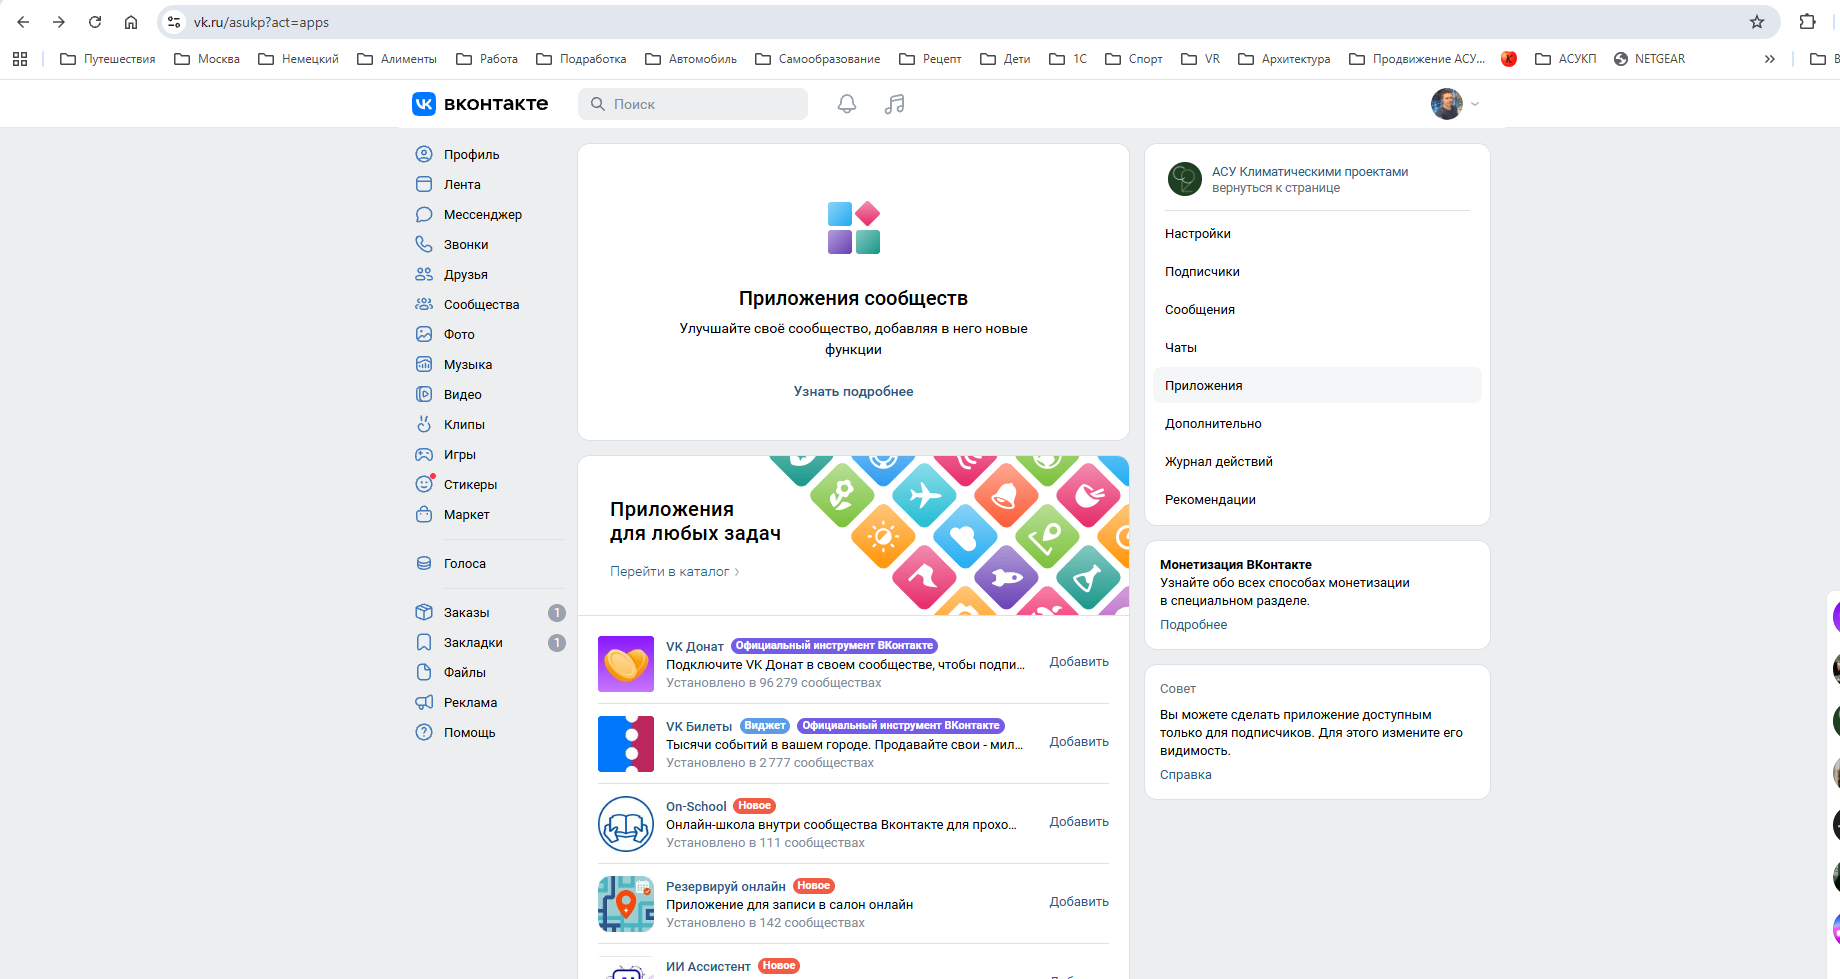 vk.ru/asukp?act=apps
Путешествия
Москва
Немецкий
Алименты
Работа
Подработка
Автомобиль
Самообразование
Рецепт
Дети
1С
Спорт
VR
Архитектура
Продвижение АСУ...
АСУКП
NETGEAR
вконтакте
Поиск
Профиль
Лента
Мессенджер
Звонки
Друзья
Сообщества
Фото
Музыка
Видео
Клипы
Игры
Стикеры
Маркет
Голоса
Заказы 1
Закладки 1
Файлы
Реклама
Помощь
Приложения сообществ
Улучшайте своё сообщество, добавляя в него новые
функции
Узнать подробнее
Приложения
для любых задач
Перейти в каталог
VK Донат Официальный инструмент ВКонтакте
Подключите VK Донат в своем сообществе, чтобы подпи...
Установлено в 96 279 сообществах
Добавить
VK Билеты Виджет Официальный инструмент ВКонтакте
Тысячи событий в вашем городе. Продавайте свои - мил...
Установлено в 2 777 сообществах
Добавить
On-School Новое
Онлайн-школа внутри сообщества Вконтакте для прохо...
Установлено в 111 сообществах
Добавить
Резервируй онлайн Новое
Приложение для записи в салон онлайн
Установлено в 142 сообществах
Добавить
ИИ Ассистент Новое
АСУ Климатическими проектами
вернуться к странице
Настройки
Подписчики
Сообщения
Чаты
Приложения
Дополнительно
Журнал действий
Рекомендации
Монетизация ВКонтакте
Узнайте обо всех способах монетизации
в специальном разделе.
Подробнее
Совет
Вы можете сделать приложение доступным
только для подписчиков. Для этого измените его
видимость.
Справка